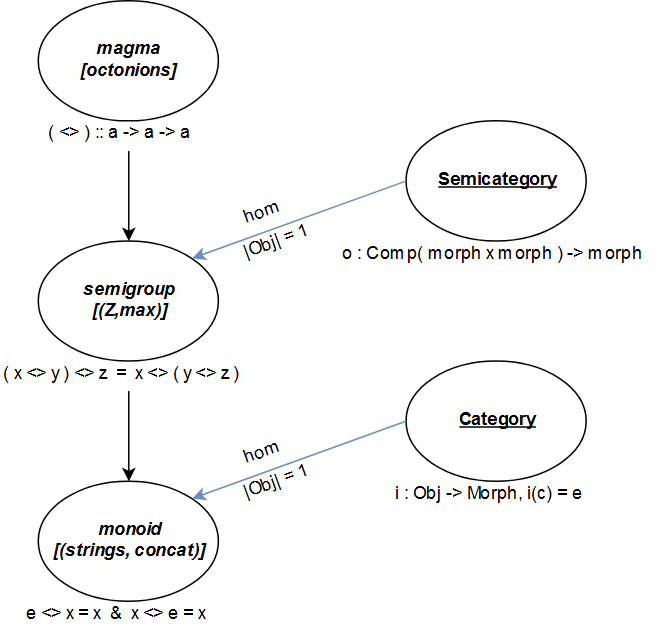 magma
[octonions]
( <> ) :: a -> a -> a
Semicategory
hom
|Obj| = 1
o : Comp( morph x morph ) -> morph
semigroup
[(Z,max)]
( x <> y ) <> z = x <> ( y <> z )
Category
hom
|Obj| = 1
i : Obj -> Morph, i(c) = e
monoid
[(strings, concat)]
e <> x = x & x <> e = x